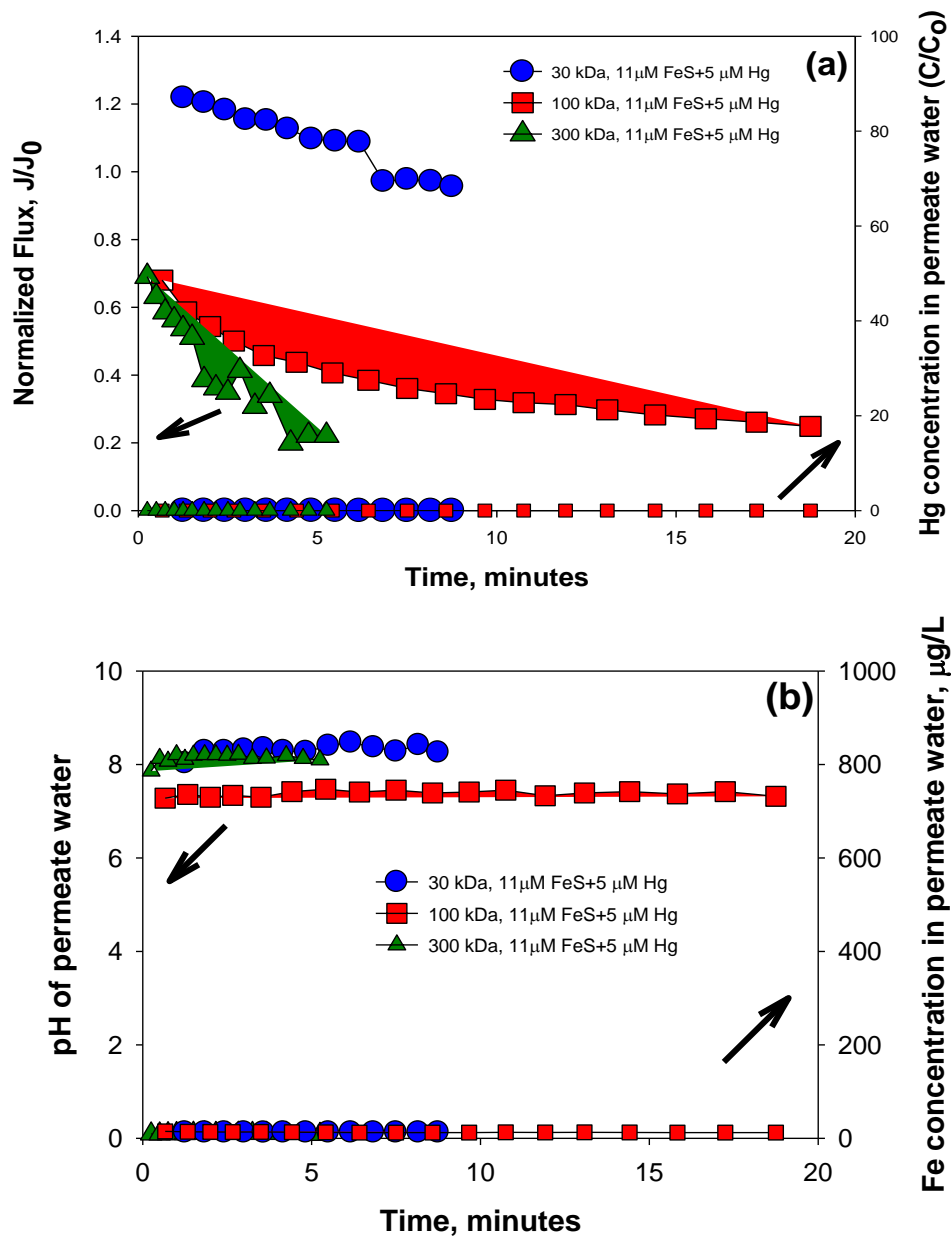 (a)
30 kDa, 11μM FeS+5 μM Hg
100 kDa, 11μM FeS+5 μM Hg
300 kDa, 11μM FeS+5 μM Hg
Normalized Flux, J/J0
1.4
1.2
1.0
0.8
0.6
0.4
0.2
0.0
Hg concentration in permeate water (C/Co)
100
80
60
40
20
0
0 5 10 15 20
Time, minutes
(b)
30 kDa, 11μM FeS+5 μM Hg
100 kDa, 11μM FeS+5 μM Hg
300 kDa, 11μM FeS+5 μM Hg
pH of permeate water
10
8
6
4
2
0
Fe concentration in permeate water, μg/L
1000
800
600
400
200
0
0 5 10 15 20
Time, minutes